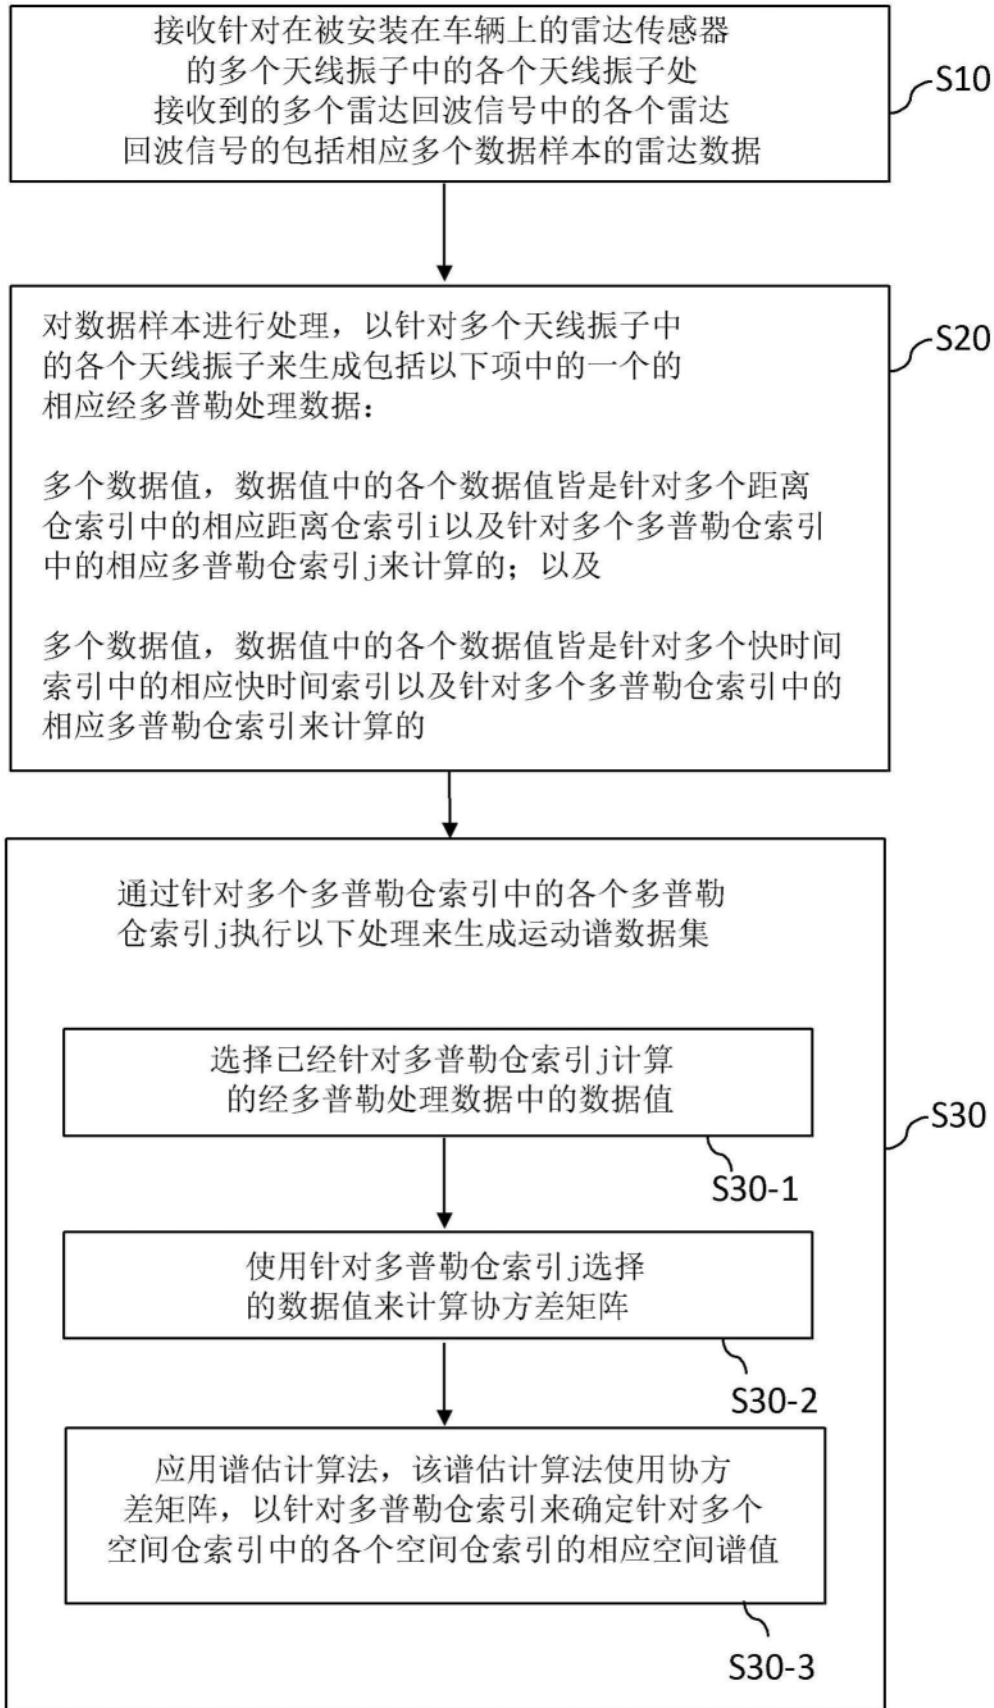 接收针对在被安装在车辆上的雷达传感器
的多个天线振子中的各个天线振子处
接收到的多个雷达回波信号中的各个雷达
回波信号的包括相应多个数据样本的雷达数据
S10
对数据样本进行处理，以针对多个天线振子中
的各个天线振子来生成包括以下项中的一个的
相应经多普勒处理数据：
S20
多个数据值，数据值中的各个数据值皆是针对多个距离
仓索引中的相应距离仓索引i以及针对多个多普勒仓索引
中的相应多普勒仓索引j来计算的；以及
多个数据值，数据值中的各个数据值皆是针对多个快时间
索引中的相应快时间索引以及针对多个多普勒仓索引中的
相应多普勒仓索引来计算的
通过针对多个多普勒仓索引中的各个多普勒
仓索引j执行以下处理来生成运动谱数据集
选择已经针对多普勒仓索引j计算
的经多普勒处理数据中的数据值
S30
S30-1
使用针对多普勒仓索引j选择
的数据值来计算协方差矩阵
S30-2
应用谱估计算法，该谱估计算法使用协方
差矩阵，以针对多普勒仓索引来确定针对多个
空间仓索引中的各个空间仓索引的相应空间谱值
S30-3